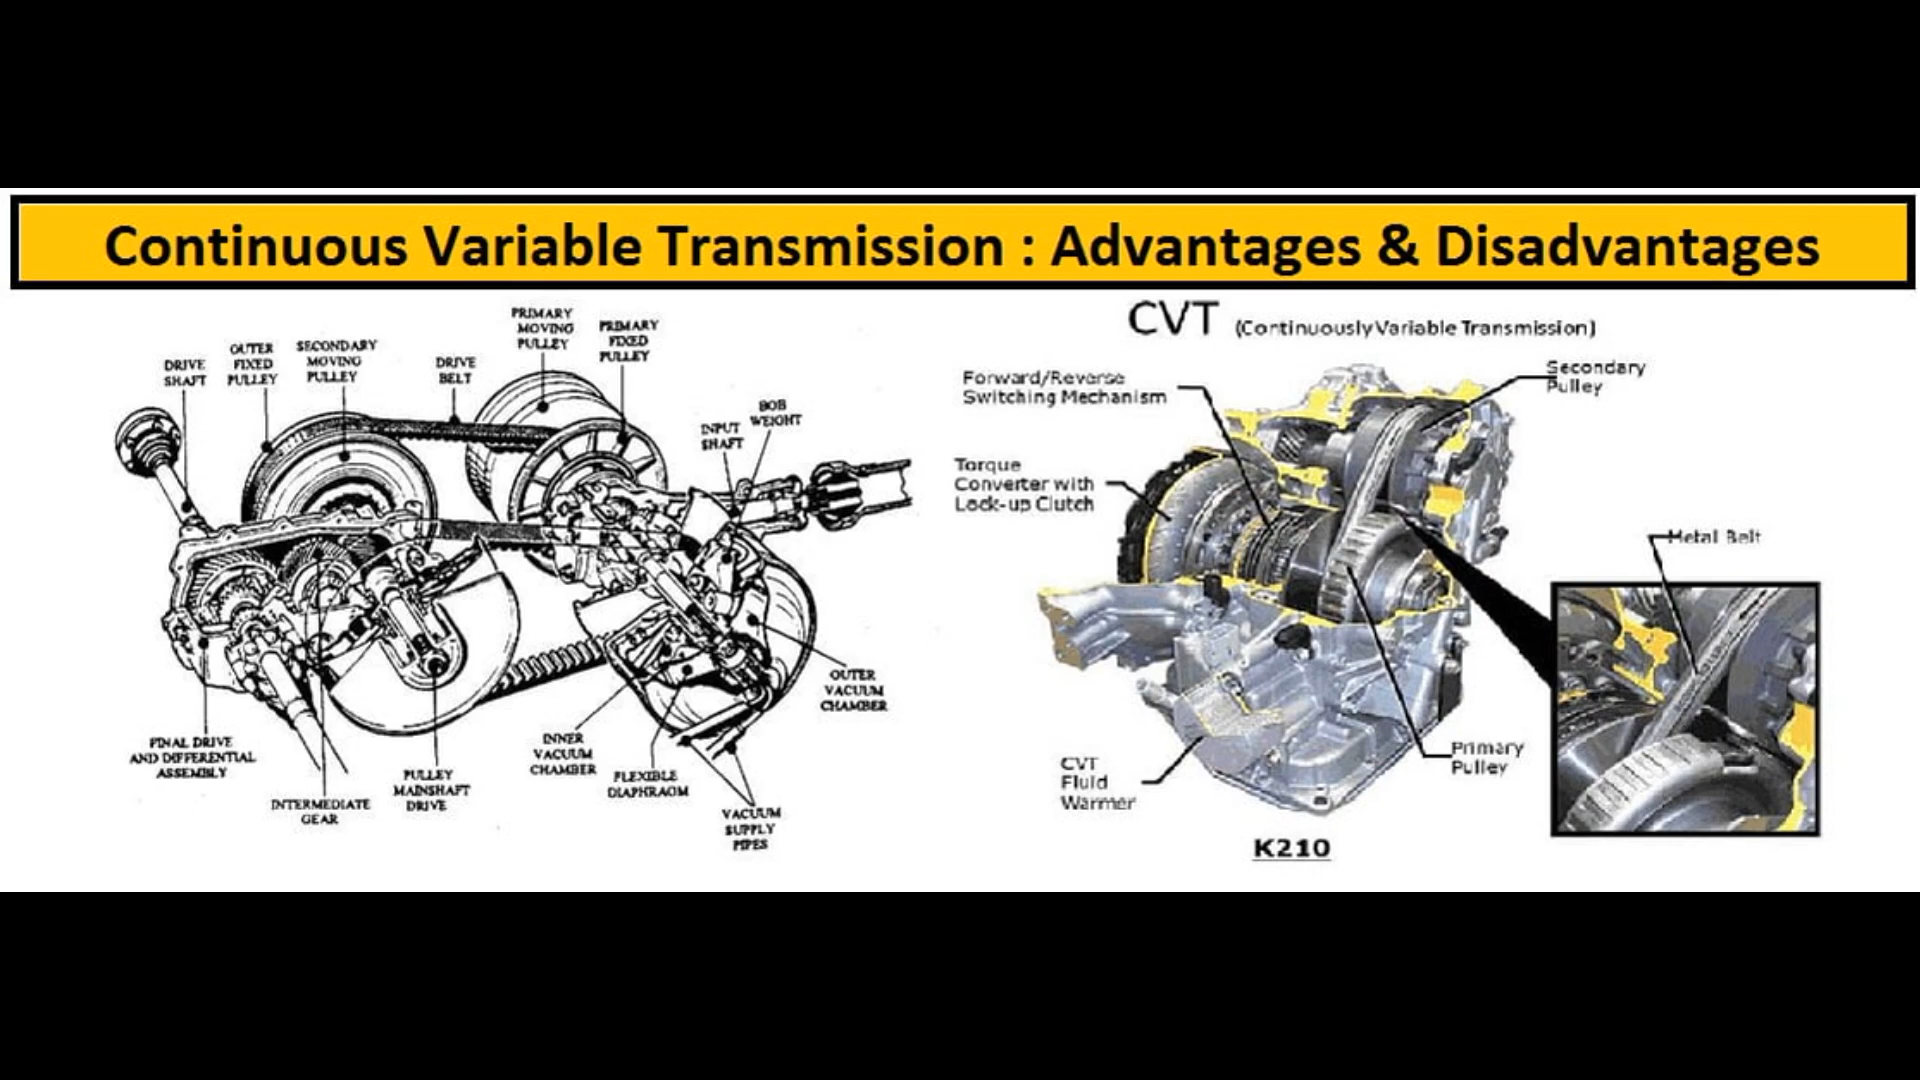 Continuous Variable Transmission : Advantages & Disadvantages
PRIMARY
MOVING
PULLEY
PRIMARY
FIXED
PULLEY
OUTER
FIXED
PULLEY
SECONDARY
MOVING
PULLEY
DRIVE
SHAFT
DRIVE
BELT
BOB
WEIGHT
INPUT
SHAFT
OUTER
VACUUM
CHAMBER
FINAL DRIVE
AND DIFFERENTIAL
ASSEMBLY
INTERMEDIATE
GEAR
PULLEY
MAINSHAFT
DRIVE
INNER
VACUUM
CHAMBER
FLEXIBLE
DIAPHRAGM
VACUUM
SUPPLY
PIPES
CVT (Continuously Variable Transmission)
Forward/Reverse
Switching Mechanism
Secondary
Pulley
Torque
Converter with
Lock-up Clutch
Metal Belt
Primary
Pulley
CVT
Fluid
Warmer
K210